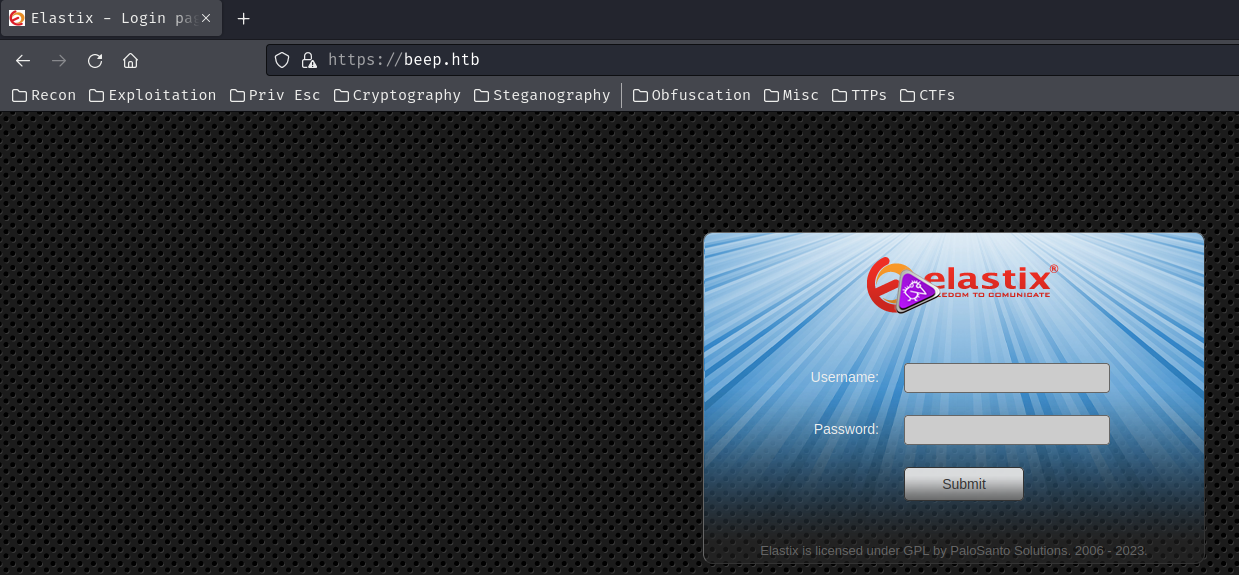 Elastix - Login pa
https://beep.htb
Recon Exploitation Priv Esc Cryptography Steganography Obfuscation Misc TTPs CTFs
elastix®
EDOM TO COMUNICATE
Username:
Password:
Submit
Elastix is licensed under GPL by PaloSanto Solutions. 2006 - 2023.